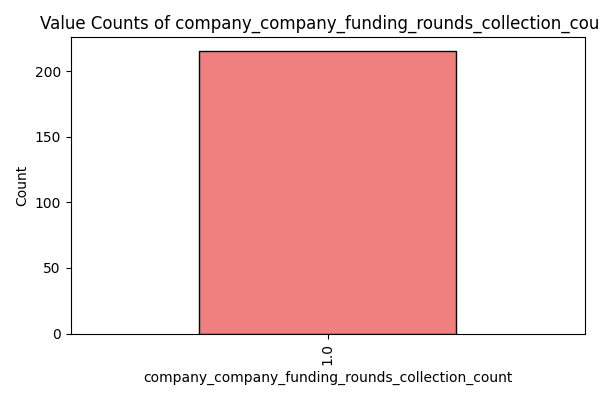 Value Counts of company_company_funding_rounds_collection_cou
200
150
100
50
0
Count
1.0
company_company_funding_rounds_collection_count